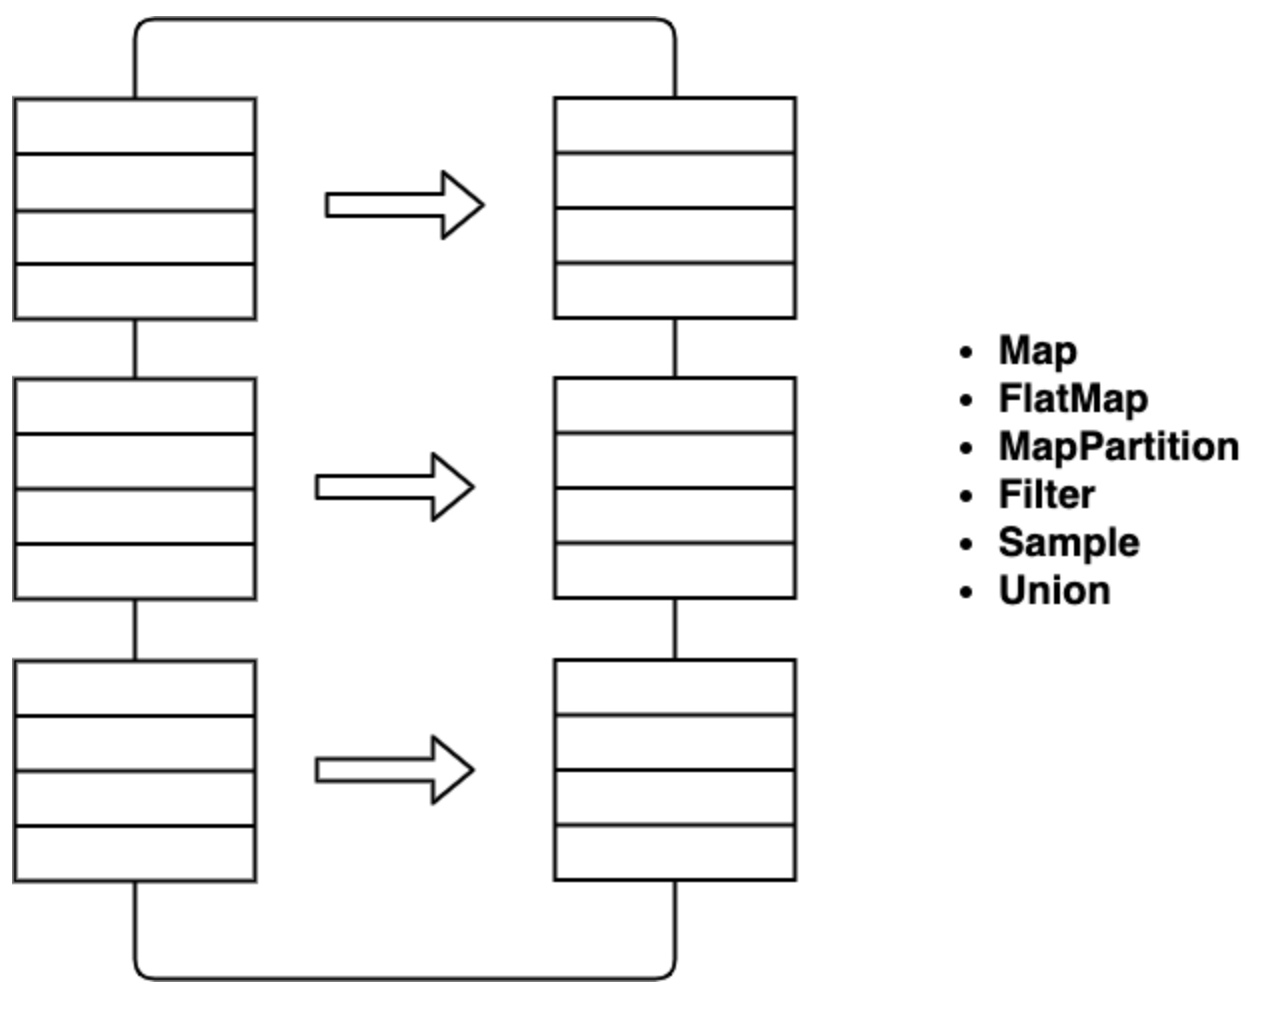 • Map
• FlatMap
• MapPartition
• Filter
• Sample
• Union